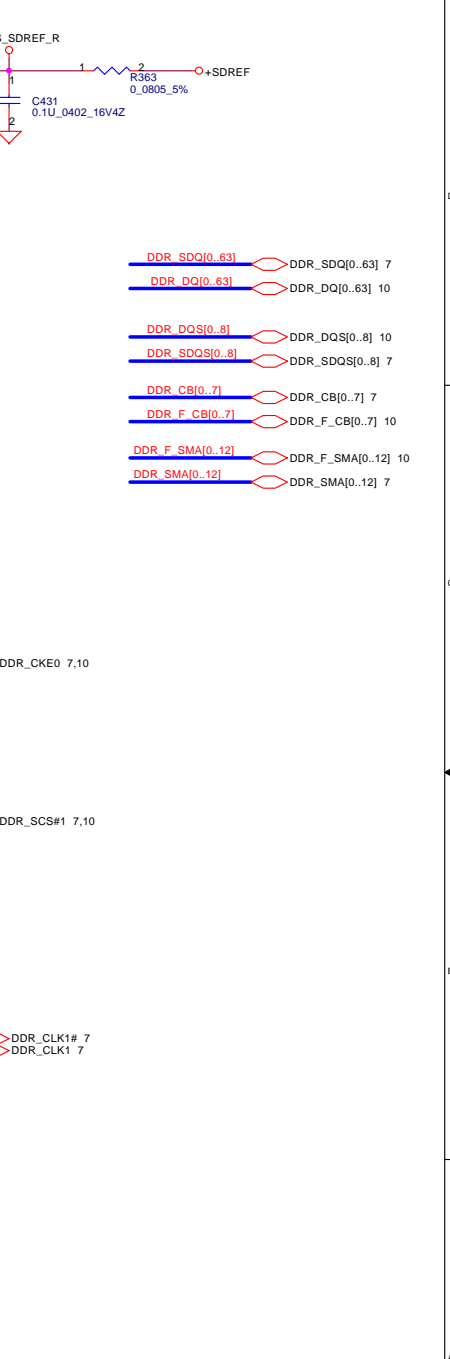 _SDREF_R
1 2
+SDREF
R363
0_0805_5%
1
C431
0.1U_0402_16V4Z
2
DDR_SDQ[0..63] DDR_SDQ[0..63] 7
DDR_DQ[0..63] DDR_DQ[0..63] 10
DDR_DQS[0..8] DDR_DQS[0..8] 10
DDR_SDQS[0..8] DDR_SDQS[0..8] 7
DDR_CB[0..7] DDR_CB[0..7] 7
DDR_F_CB[0..7] DDR_F_CB[0..7] 10
DDR_F_SMA[0..12] DDR_F_SMA[0..12] 10
DDR_SMA[0..12] DDR_SMA[0..12] 7
DDR_CKE0 7,10
DDR_SCS#1 7,10
DDR_CLK1# 7
DDR_CLK1 7